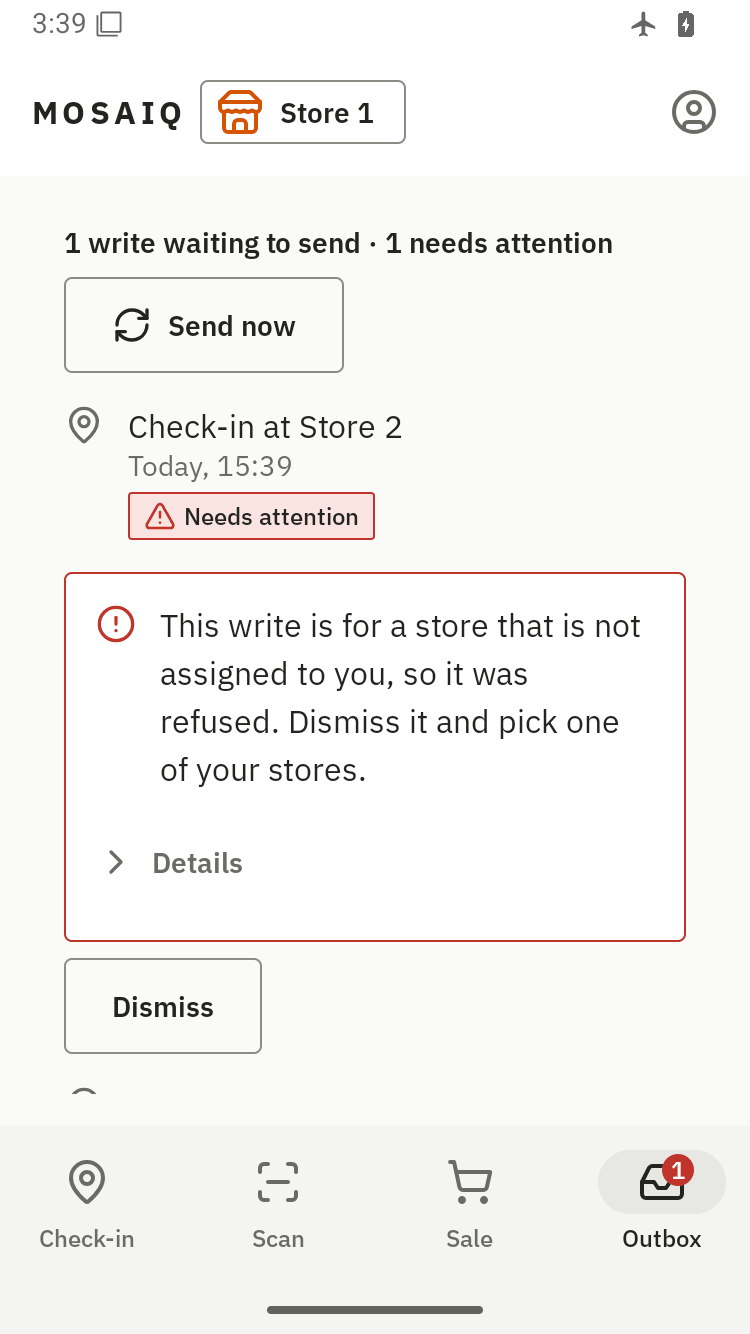 3:39
MOSAIQ
Store 1
1 write waiting to send · 1 needs attention
Send now
Check-in at Store 2
Today, 15:39
Needs attention
This write is for a store that is not
assigned to you, so it was
refused. Dismiss it and pick one
of your stores.
Details
Dismiss
1
Check-in
Scan
Sale
Outbox